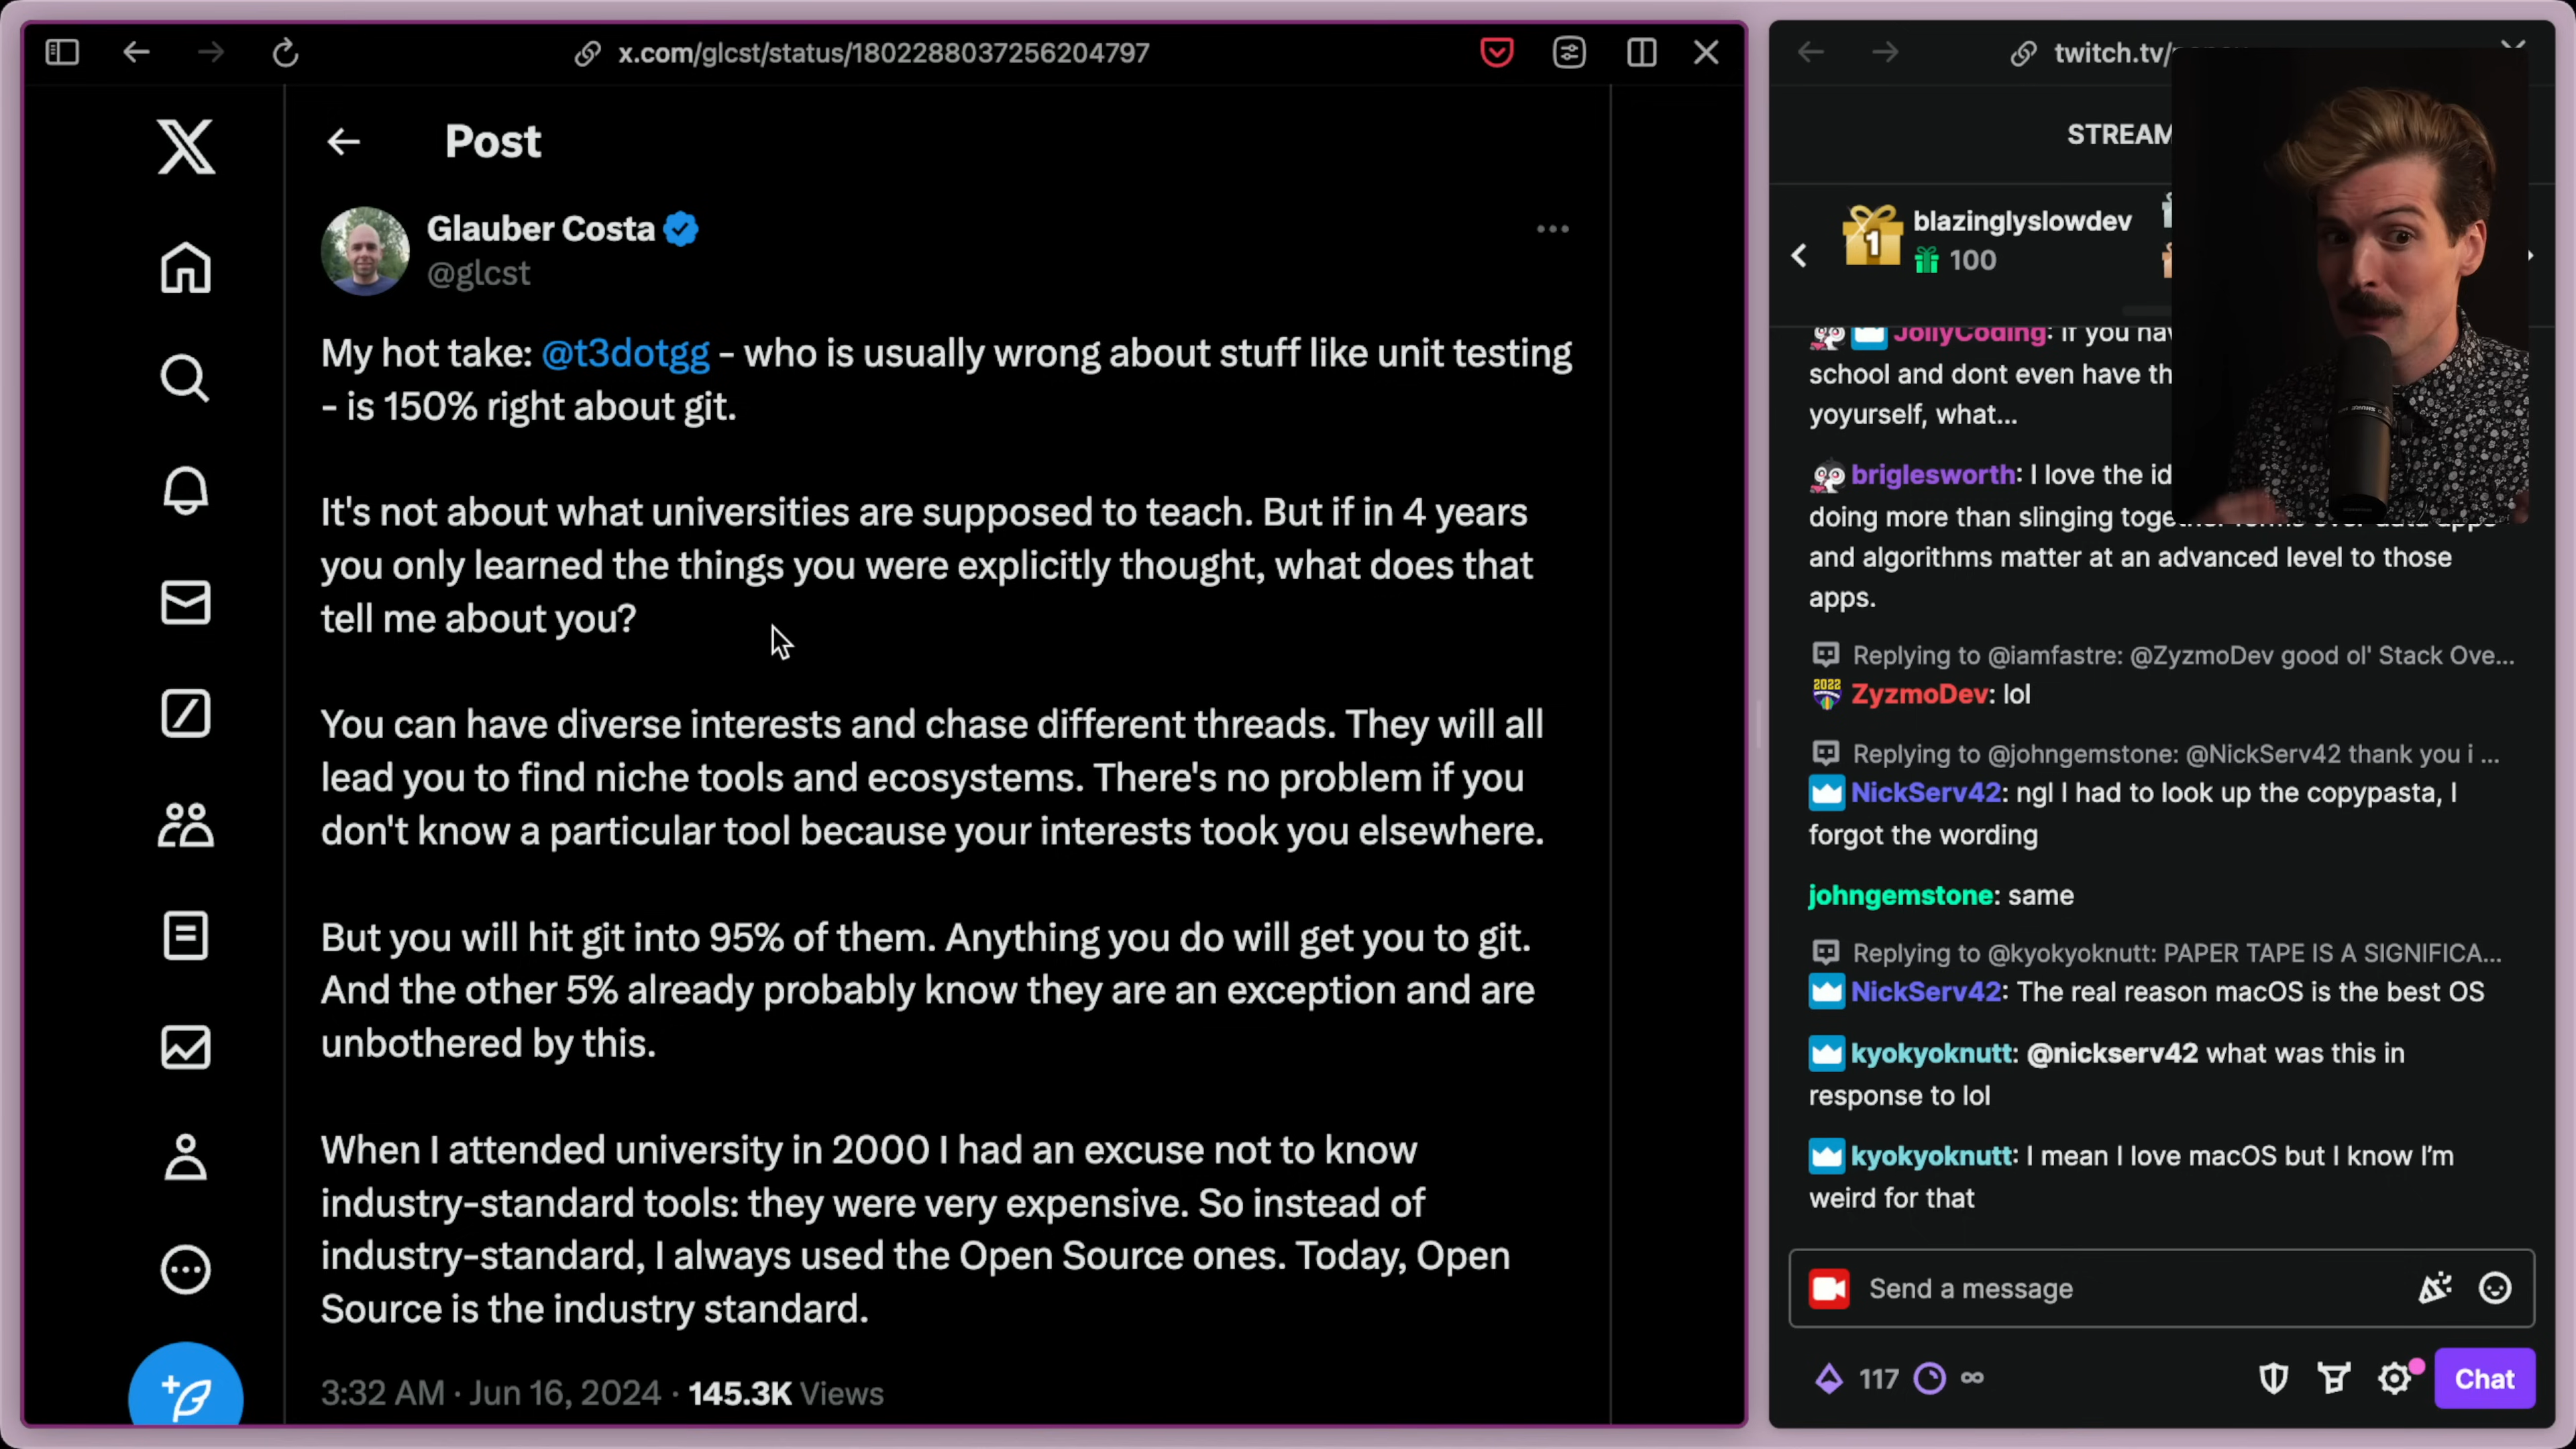 x.com/glcst/status/1802288037256204797
Post
Glauber Costa
@glcst
My hot take: @t3dotgg - who is usually wrong about stuff like unit testing
- is 150% right about git.
It's not about what universities are supposed to teach. But if in 4 years
you only learned the things you were explicitly thought, what does that
tell me about you?
You can have diverse interests and chase different threads. They will all
lead you to find niche tools and ecosystems. There's no problem if you
don't know a particular tool because your interests took you elsewhere.
But you will hit git into 95% of them. Anything you do will get you to git.
And the other 5% already probably know they are an exception and are
unbothered by this.
When I attended university in 2000 I had an excuse not to know
industry-standard tools: they were very expensive. So instead of
industry-standard, I always used the Open Source ones. Today, Open
Source is the industry standard.
3:32 AM · Jun 16, 2024 · 145.3K Views
twitch.tv/
STREAM
1
blazinglyslowdev
100
JollyCoding: If you hav
school and dont even have th
yoyurself, what...
briglesworth: I love the id
doing more than slinging
and algorithms matter at an advanced level to those
apps.
Replying to @iamfastre: @ZyzmoDev good ol' Stack Ove...
2022
ZyzmoDev: lol
Replying to @johngemstone: @NickServ42 thank you i ...
NickServ42: ngl I had to look up the copypasta, I
forgot the wording
johngemstone: same
Replying to @kyokyoknutt: PAPER TAPE IS A SIGNIFICA...
NickServ42: The real reason macOS is the best OS
kyokyoknutt: @nickserv42 what was this in
response to lol
kyokyoknutt: I mean I love macOS but I know I'm
weird for that
Send a message
117
∞
Chat